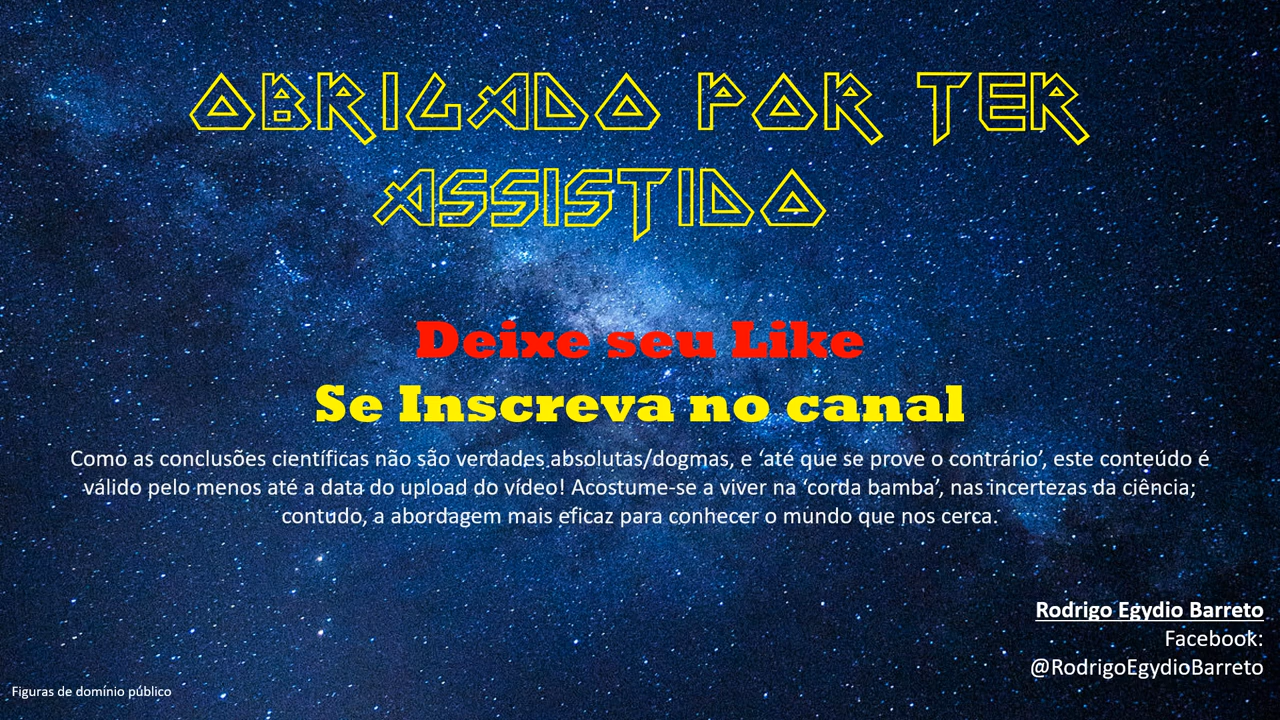 OBRIGADO POR TER
ASSISTIDO
Deixe seu Like
Se Inscreva no canal
Como as conclusões científicas não são verdades absolutas/dogmas, e ‘até que se prove o contrário’, este conteúdo é
válido pelo menos até a data do upload do vídeo! Acostume-se a viver na ‘corda bamba’, nas incertezas da ciência;
contudo, a abordagem mais eficaz para conhecer o mundo que nos cerca.
Rodrigo Egydio Barreto
Facebook:
@RodrigoEgydioBarreto
Figuras de domínio público